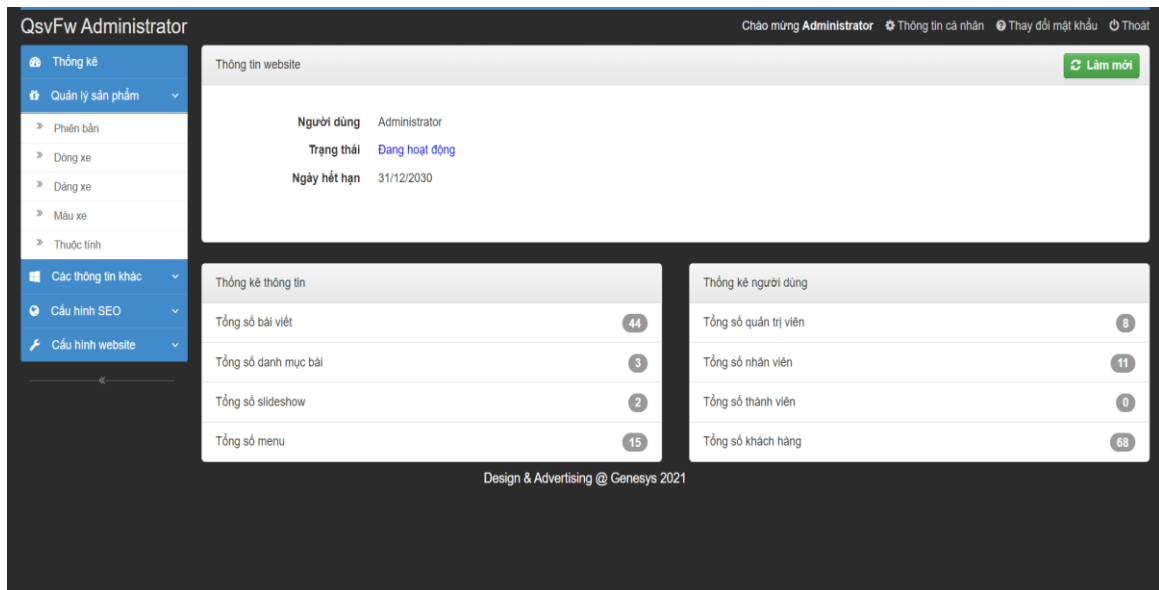 QsvFw Administrator
Chào mừng Administrator Thông tin cá nhân Thay đổi mật khẩu Thoát
Thống kê
Quản lý sản phẩm
Phiên bản
Dòng xe
Dáng xe
Màu xe
Thuộc tính
Các thông tin khác
Cấu hình SEO
Cấu hình website
Thông tin website
Làm mới
Người dùng Administrator
Trạng thái Đang hoạt động
Ngày hết hạn 31/12/2030
Thống kê thông tin
Tổng số bài viết 44
Tổng số danh mục bài 3
Tổng số slideshow 2
Tổng số menu 15
Thống kê người dùng
Tổng số quản trị viên 8
Tổng số nhân viên 11
Tổng số thành viên 0
Tổng số khách hàng 68
Design & Advertising @ Genesys 2021